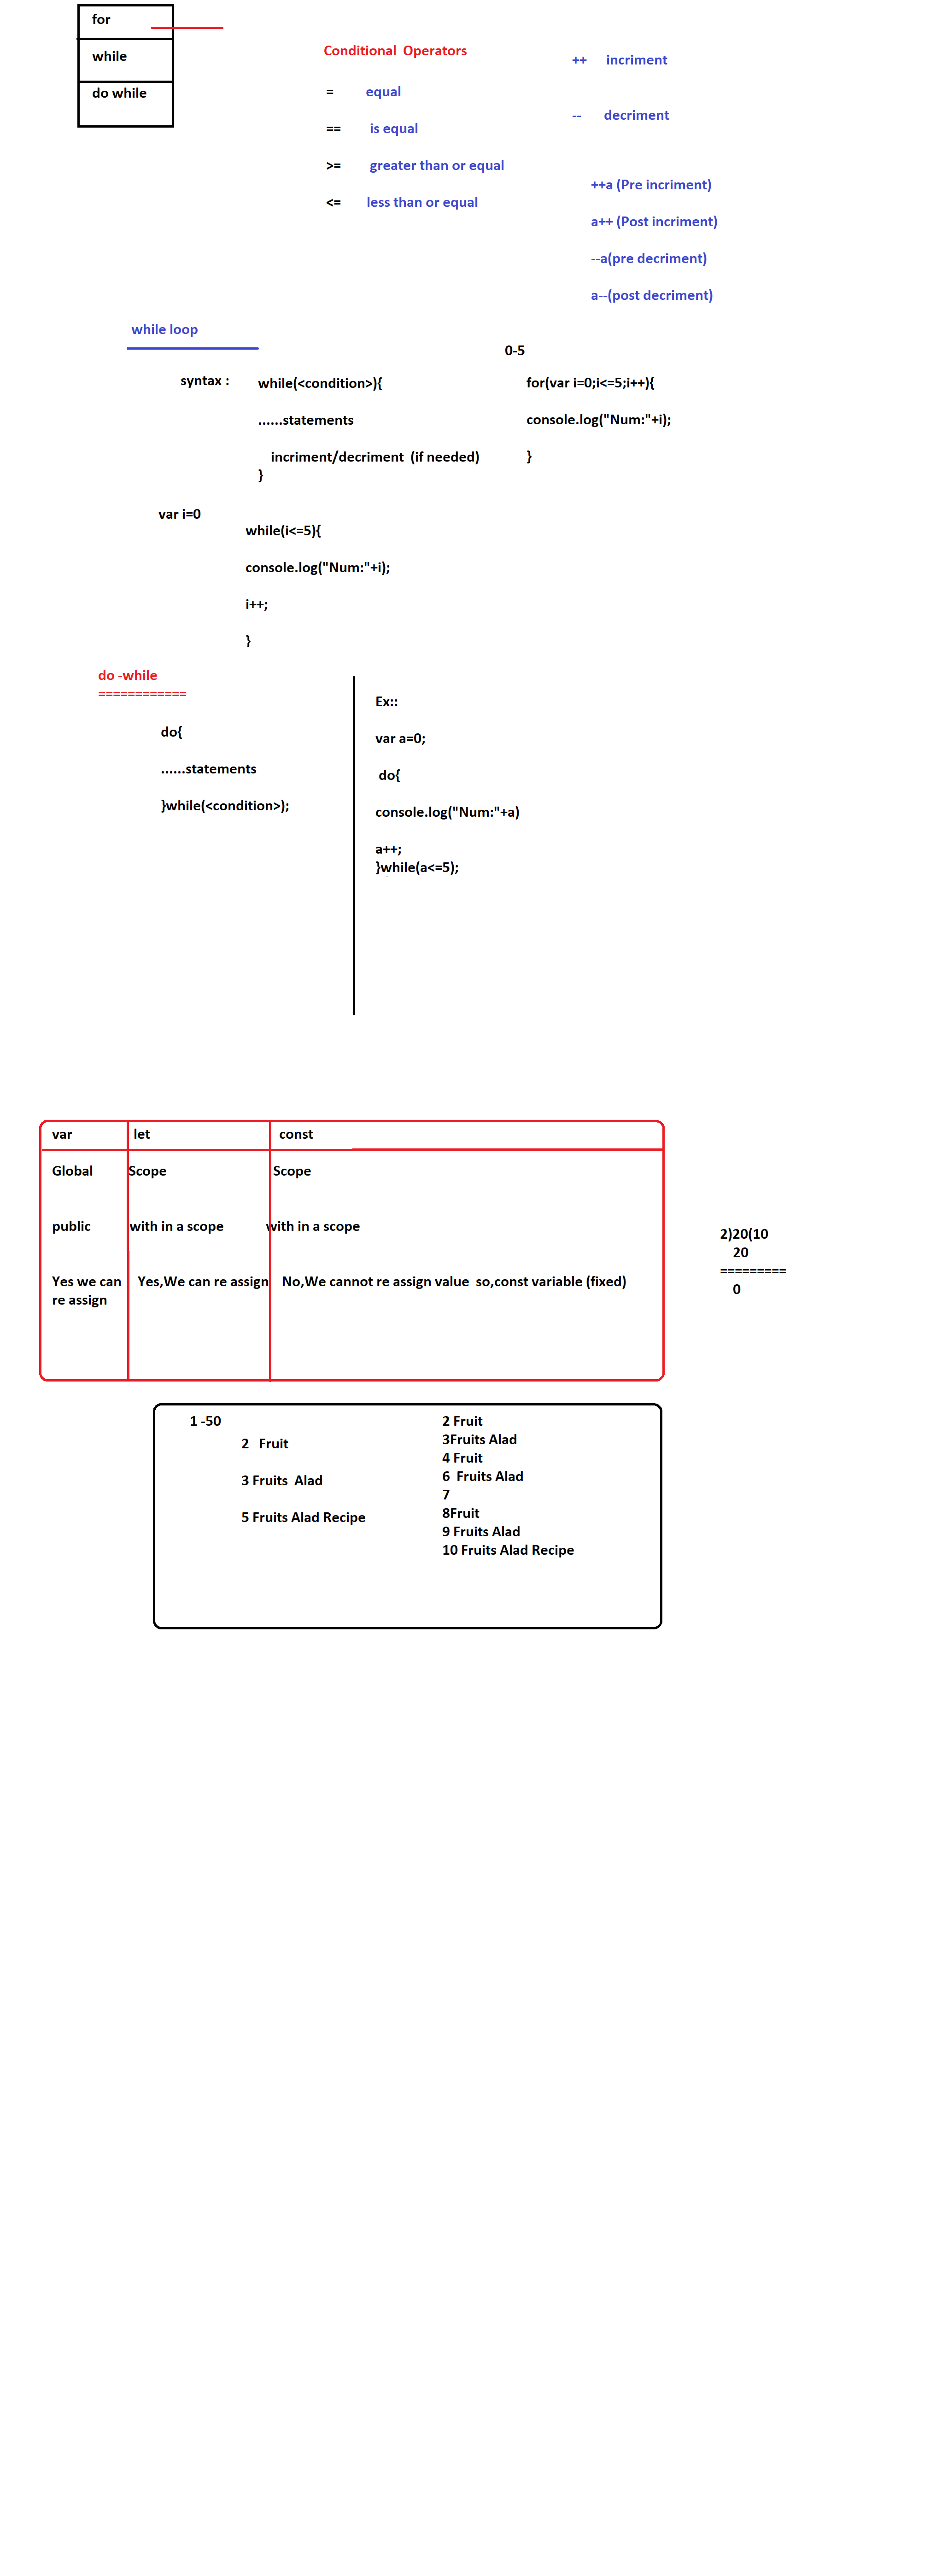 for
while
do while
Conditional  Operators
=    equal
==    is equal
>=    greater than or equal
<=    less than or equal
++    incriment
--    decriment
++a (Pre incriment)
a++ (Post incriment)
--a(pre decriment)
a--(post decriment)
while loop
syntax :
while(<condition>){
......statements
incriment/decriment  (if needed)
}
0-5
for(var i=0;i<=5;i++){
console.log("Num:"+i);
}
var i=0
while(i<=5){
console.log("Num:"+i);
i++;
}
do -while
============
do{
......statements
}while(<condition>);
Ex::
var a=0;
do{
console.log("Num:"+a)
a++;
}while(a<=5);
var    let    const
Global    Scope    Scope
public    with in a scope    with in a scope
Yes we can    Yes,We can re assign    No,We cannot re assign value  so,const variable (fixed)
re assign
2)20(10
20
=========
0
1 -50
2   Fruit
3 Fruits  Alad
5 Fruits Alad Recipe
2 Fruit
3Fruits Alad
4 Fruit
6  Fruits Alad
7
8Fruit
9 Fruits Alad
10 Fruits Alad Recipe